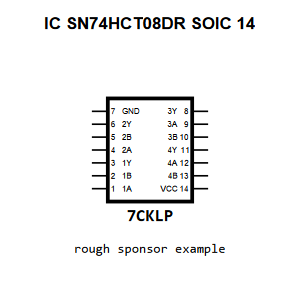 IC SN74HCT08DR SOIC 14
7 GND 3Y 8
6 2Y 3A 9
5 2B 3B 10
4 2A 4Y 11
3 1Y 4A 12
2 1B 4B 13
1 1A VCC 14
7CKLP
rough sponsor example